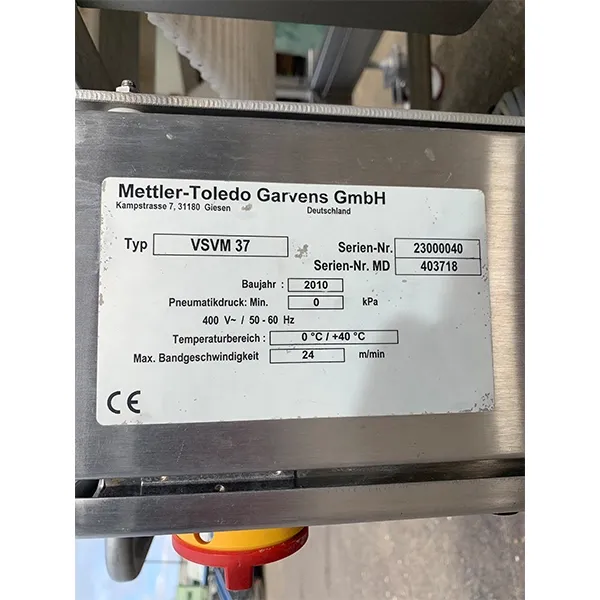 Mettler-Toledo Garvens GmbH
Kampstrasse 7, 31180 Giesen Deutschland
Typ VSVM 37 Serien-Nr. 23000040
Serien-Nr. MD 403718
Baujahr : 2010
Pneumatikdruck: Min. 0 kPa
400 V~ / 50 - 60 Hz
Temperaturbereich : 0 °C / +40 °C
Max. Bandgeschwindigkeit 24 m/min
CE